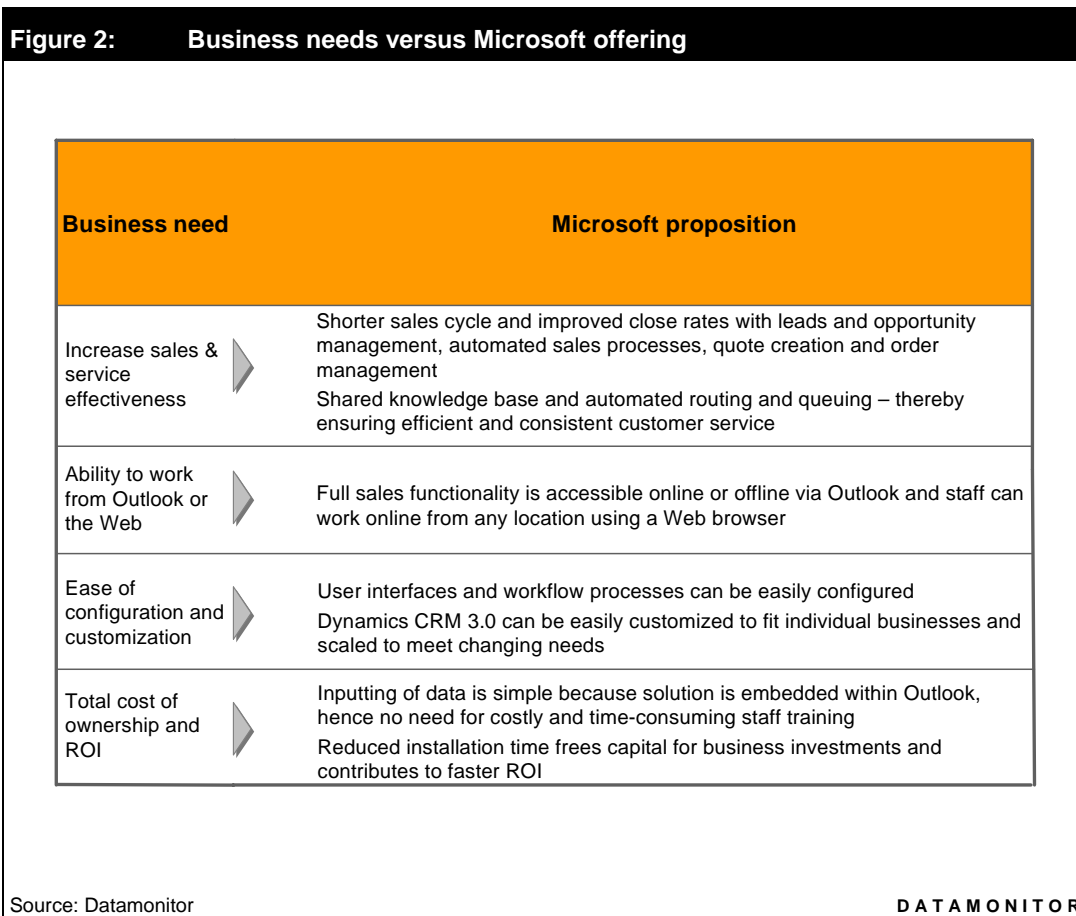 Figure 2: Business needs versus Microsoft offering
Business need
Microsoft proposition
Increase sales &
service
effectiveness
Shorter sales cycle and improved close rates with leads and opportunity
management, automated sales processes, quote creation and order
management
Shared knowledge base and automated routing and queuing – thereby
ensuring efficient and consistent customer service
Ability to work
from Outlook or
the Web
Full sales functionality is accessible online or offline via Outlook and staff can
work online from any location using a Web browser
Ease of
configuration and
customization
User interfaces and workflow processes can be easily configured
Dynamics CRM 3.0 can be easily customized to fit individual businesses and
scaled to meet changing needs
Total cost of
ownership and
ROI
Inputting of data is simple because solution is embedded within Outlook,
hence no need for costly and time-consuming staff training
Reduced installation time frees capital for business investments and
contributes to faster ROI
Source: Datamonitor
DATAMONITOR